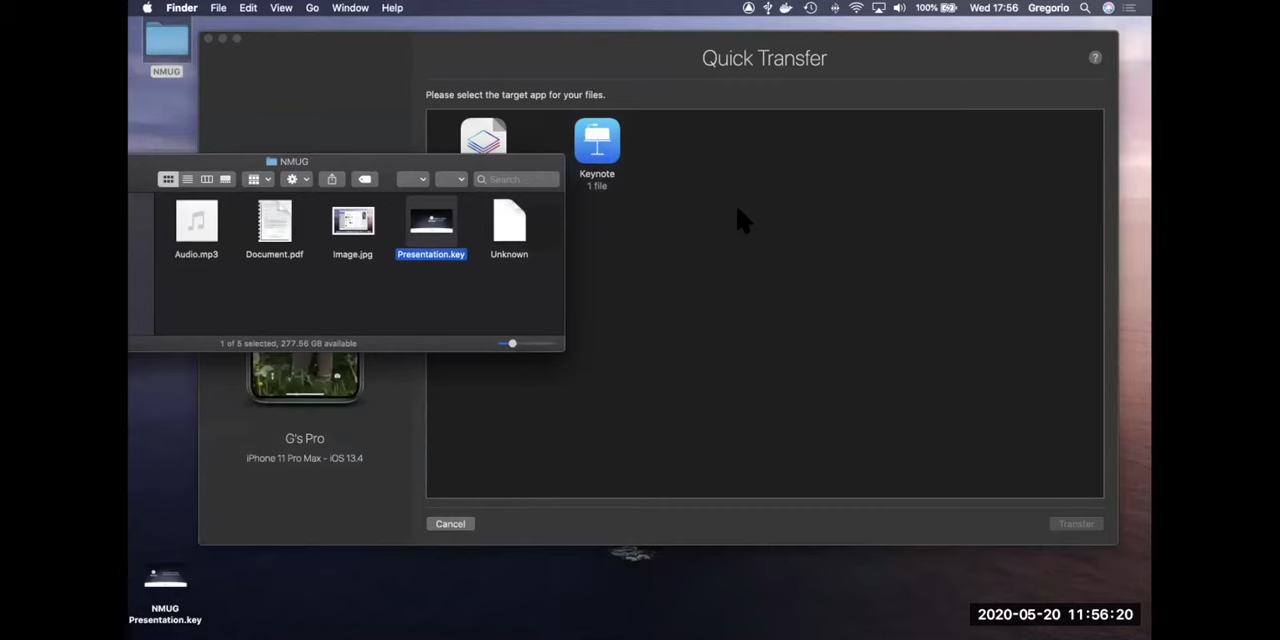 Finder File Edit View Go Window Help
100% Wed 17:56 Gregorio
NMUG
Quick Transfer
?
Please select the target app for your files.
Keynote
1 file
NMUG
Search
Audio.mp3 Document.pdf Image.jpg Presentation.key Unknown
1 of 5 selected, 277.56 GB available
G's Pro
iPhone 11 Pro Max - iOS 13.4
Cancel Transfer
NMUG
Presentation.key
2020-05-20 11:56:20